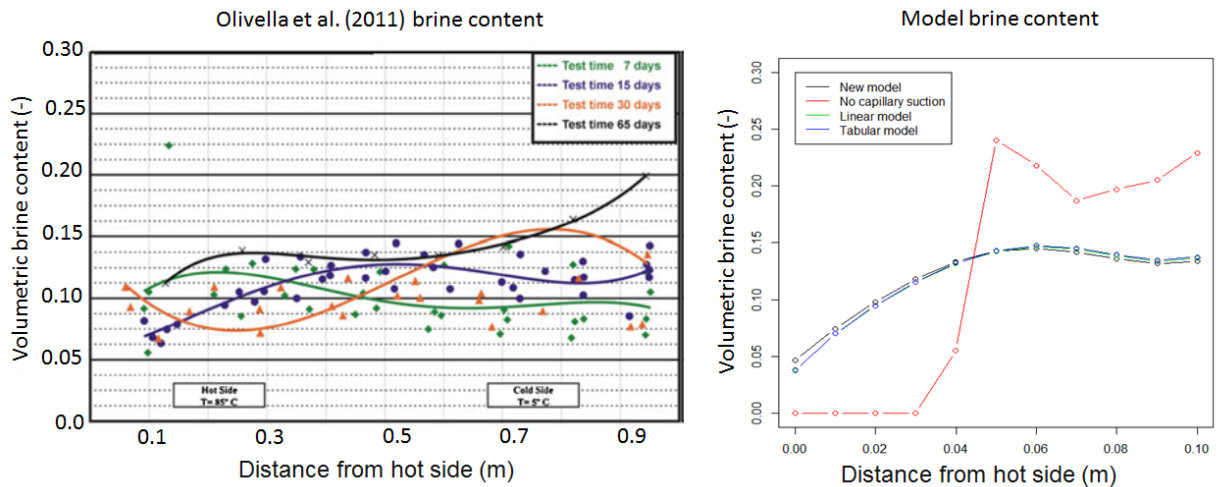 Olivella et al. (2011) brine content
Volumetric brine content (-)
0.30
0.25
0.20
0.15
0.10
0.05
0.0
Test time 7 days
Test time 15 days
Test time 30 days
Test time 65 days
Hot Side
T= 85° C
Cold Side
T= 5° C
0.1 0.3 0.5 0.7 0.9
Distance from hot side (m)
Model brine content
Volumetric brine content (-)
0.30
0.25
0.20
0.15
0.10
0.05
0.00
New model
No capillary suction
Linear model
Tabular model
0.00 0.02 0.04 0.06 0.08 0.10
Distance from hot side (m)